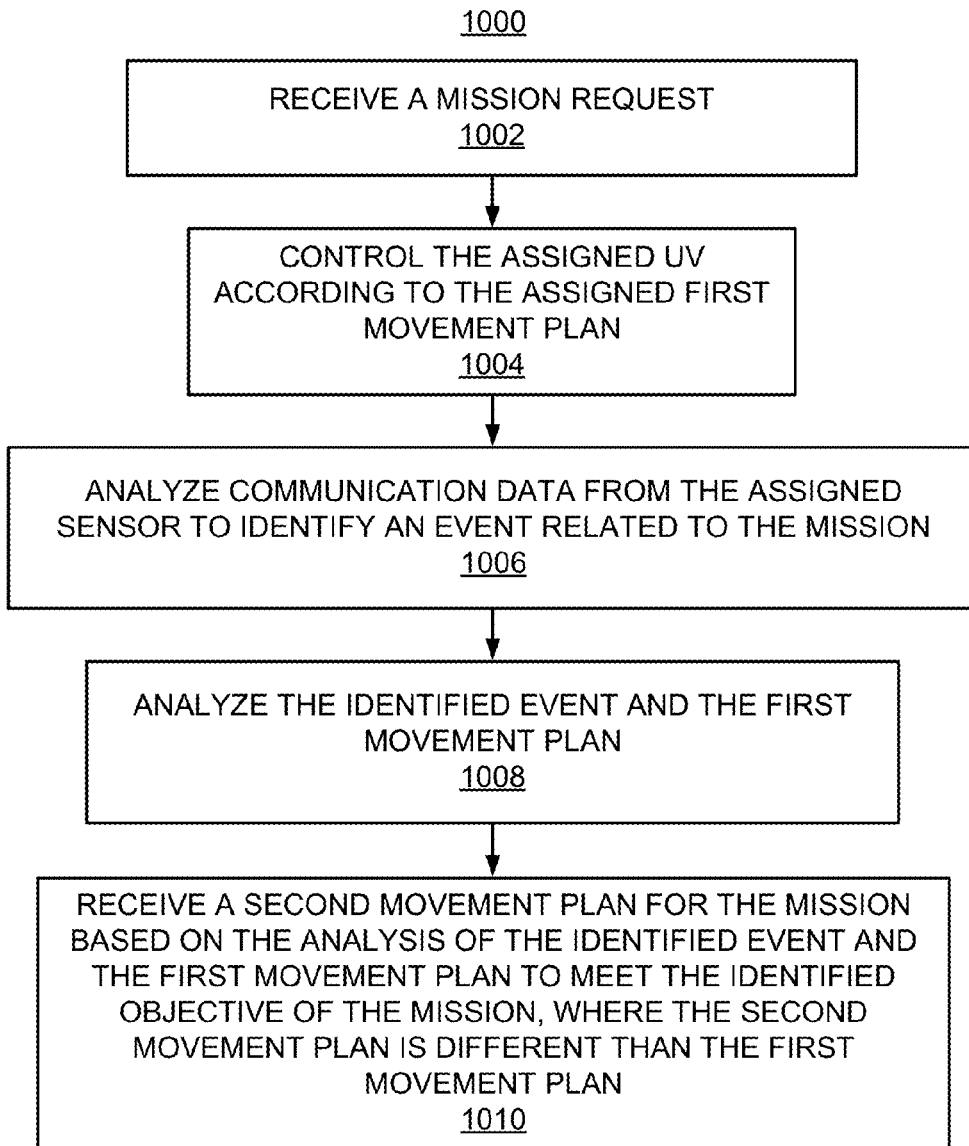 1000
RECEIVE A MISSION REQUEST
1002
CONTROL THE ASSIGNED UV
ACCORDING TO THE ASSIGNED FIRST
MOVEMENT PLAN
1004
ANALYZE COMMUNICATION DATA FROM THE ASSIGNED
SENSOR TO IDENTIFY AN EVENT RELATED TO THE MISSION
1006
ANALYZE THE IDENTIFIED EVENT AND THE FIRST
MOVEMENT PLAN
1008
RECEIVE A SECOND MOVEMENT PLAN FOR THE MISSION
BASED ON THE ANALYSIS OF THE IDENTIFIED EVENT AND
THE FIRST MOVEMENT PLAN TO MEET THE IDENTIFIED
OBJECTIVE OF THE MISSION, WHERE THE SECOND
MOVEMENT PLAN IS DIFFERENT THAN THE FIRST
MOVEMENT PLAN
1010